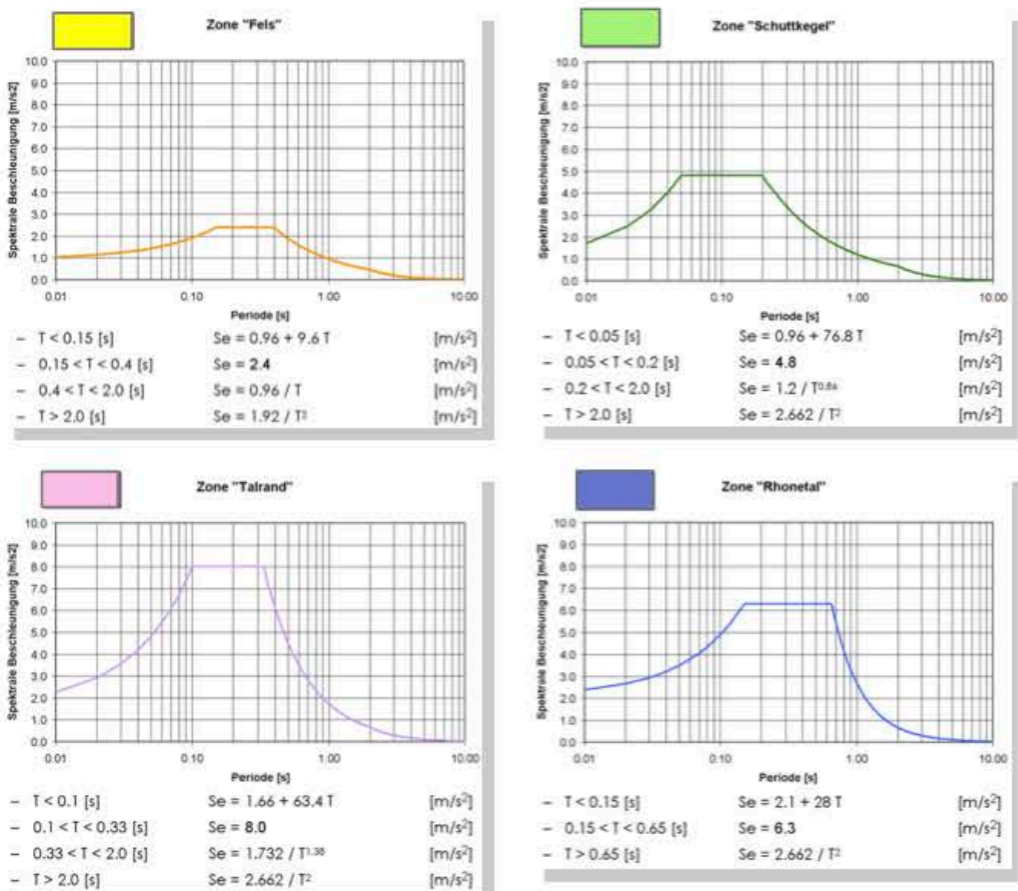 Zone "Fels"
Spektrale Beschleunigung [m/s2]
10.0
9.0
8.0
7.0
6.0
5.0
4.0
3.0
2.0
1.0
0.0
0.01 0.10 1.00 10.00
Periode [s]
– T < 0.15 [s] Se = 0.96 + 9.6 T [m/s²]
– 0.15 < T < 0.4 [s] Se = 2.4 [m/s²]
– 0.4 < T < 2.0 [s] Se = 0.96 / T [m/s²]
– T > 2.0 [s] Se = 1.92 / T² [m/s²]
Zone "Schuttkegel"
Spektrale Beschleunigung [m/s2]
10.0
9.0
8.0
7.0
6.0
5.0
4.0
3.0
2.0
1.0
0.0
0.01 0.10 1.00 10.00
Periode [s]
– T < 0.05 [s] Se = 0.96 + 76.8 T [m/s²]
– 0.05 < T < 0.2 [s] Se = 4.8 [m/s²]
– 0.2 < T < 2.0 [s] Se = 1.2 / T⁰·⁸⁶ [m/s²]
– T > 2.0 [s] Se = 2.662 / T² [m/s²]
Zone "Talrand"
Spektrale Beschleunigung [m/s2]
10.0
9.0
8.0
7.0
6.0
5.0
4.0
3.0
2.0
1.0
0.0
0.01 0.10 1.00 10.00
Periode [s]
– T < 0.1 [s] Se = 1.66 + 63.4 T [m/s²]
– 0.1 < T < 0.33 [s] Se = 8.0 [m/s²]
– 0.33 < T < 2.0 [s] Se = 1.732 / T¹·³⁸ [m/s²]
– T > 2.0 [s] Se = 2.662 / T² [m/s²]
Zone "Rhonetal"
Spektrale Beschleunigung [m/s2]
10.0
9.0
8.0
7.0
6.0
5.0
4.0
3.0
2.0
1.0
0.0
0.01 0.10 1.00 10.00
Periode [s]
– T < 0.15 [s] Se = 2.1 + 28 T [m/s²]
– 0.15 < T < 0.65 [s] Se = 6.3 [m/s²]
– T > 0.65 [s] Se = 2.662 / T² [m/s²]